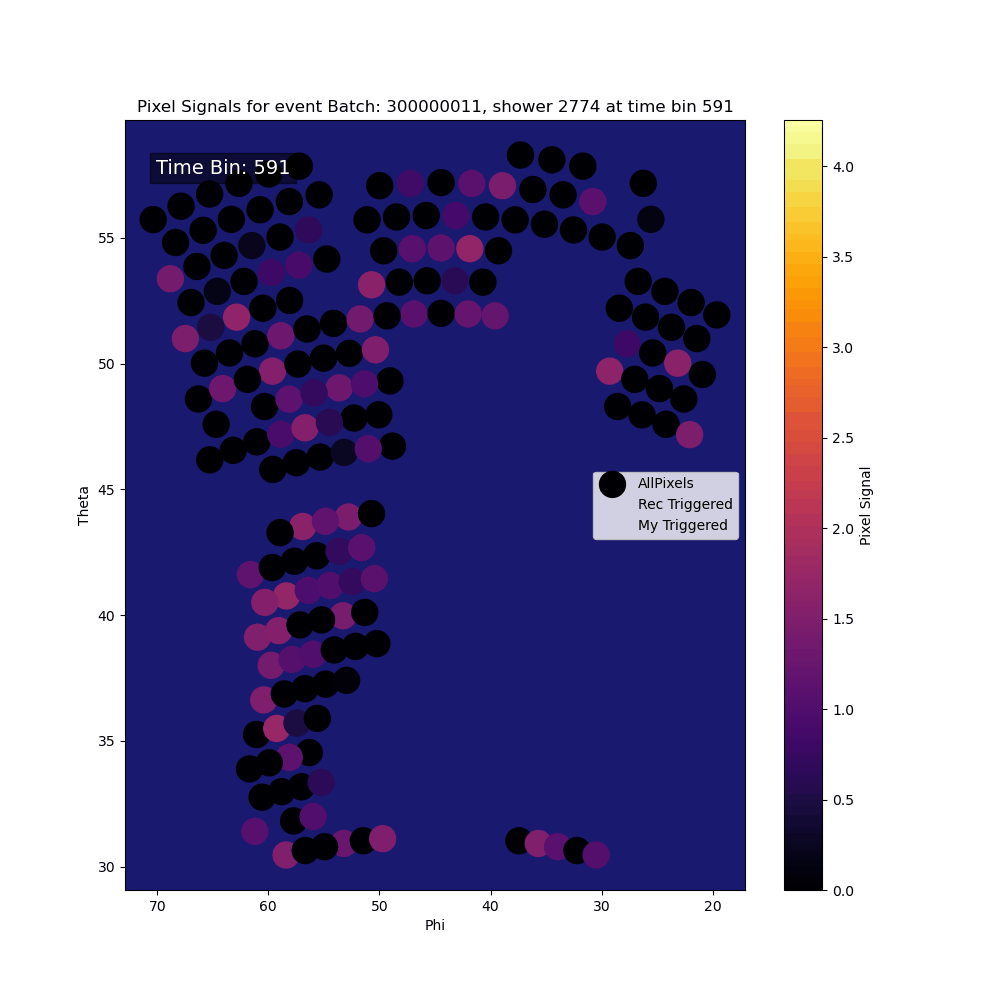 Pixel Signals for event Batch: 300000011, shower 2774 at time bin 591
Time Bin: 591
AllPixels
Rec Triggered
My Triggered
Theta
55
50
45
40
35
30
70
60
50
40
30
20
Phi
4.0
3.5
3.0
2.5
2.0
1.5
1.0
0.5
0.0
Pixel Signal